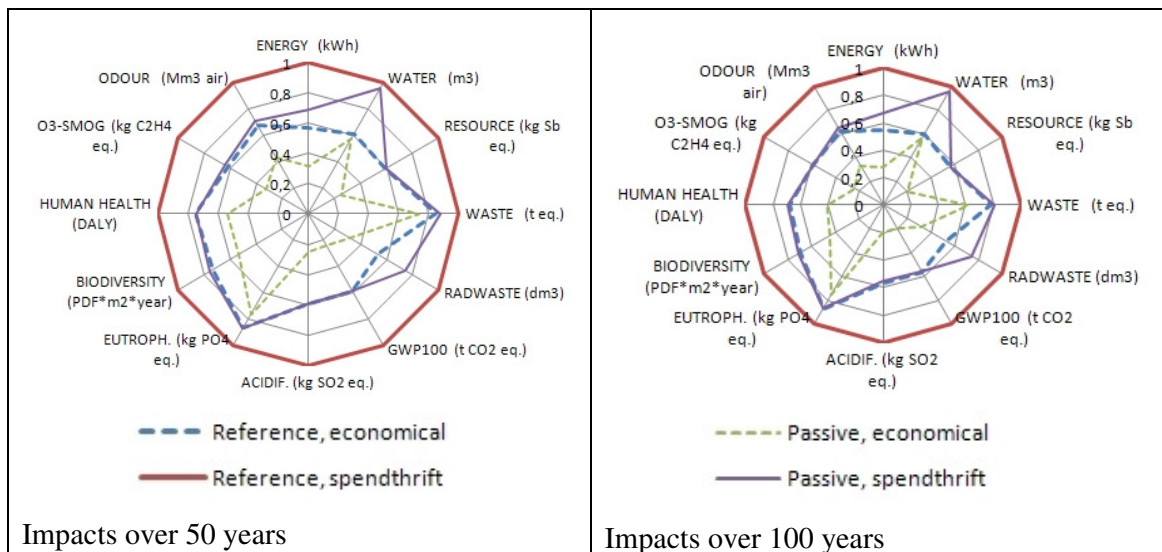 ENERGY (kWh)
ODOUR (Mm3 air)
WATER (m3)
O3-SMOG (kg C2H4
eq.)
RESOURCE (kg Sb
eq.)
HUMAN HEALTH
(DALY)
WASTE (t eq.)
BIODIVERSITY
(PDF*m2*year)
RADWASTE (dm3)
EUTROPH. (kg PO4
eq.)
GWP100 (t CO2 eq.)
ACIDIF. (kg SO2 eq.)
1
0,8
0,6
0,4
0,2
0
Reference, economical
Reference, spendthrift
Impacts over 50 years
ENERGY (kWh)
ODOUR (Mm3
air)
WATER (m3)
O3-SMOG (kg
C2H4 eq.)
RESOURCE (kg Sb
eq.)
HUMAN HEALTH
(DALY)
WASTE (t eq.)
BIODIVERSITY
(PDF*m2*year)
RADWASTE (dm3)
EUTROPH. (kg PO4
eq.)
GWP100 (t CO2
eq.)
ACIDIF. (kg SO2
eq.)
1
0,8
0,6
0,4
0,2
0
Passive, economical
Passive, spendthrift
Impacts over 100 years